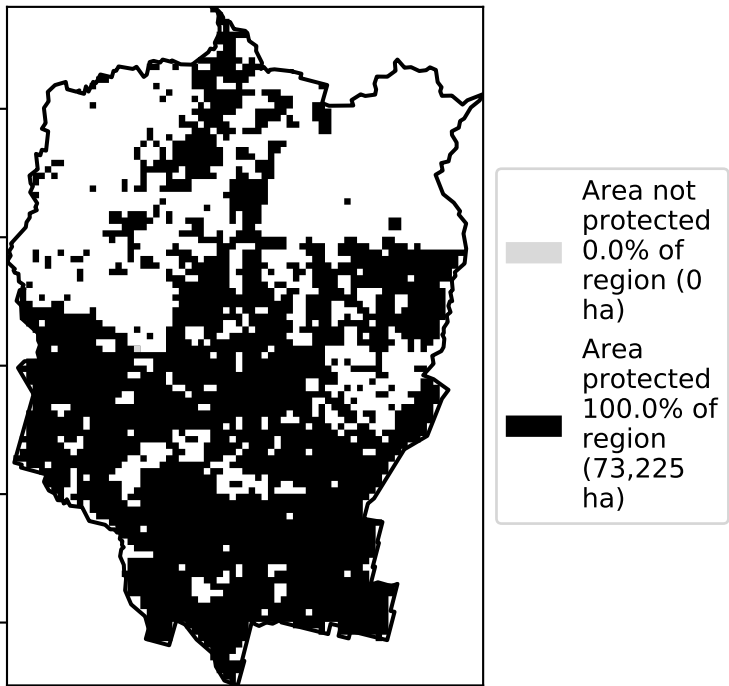 Area not
protected
0.0% of
region (0
ha)
Area
protected
100.0% of
region
(73,225
ha)